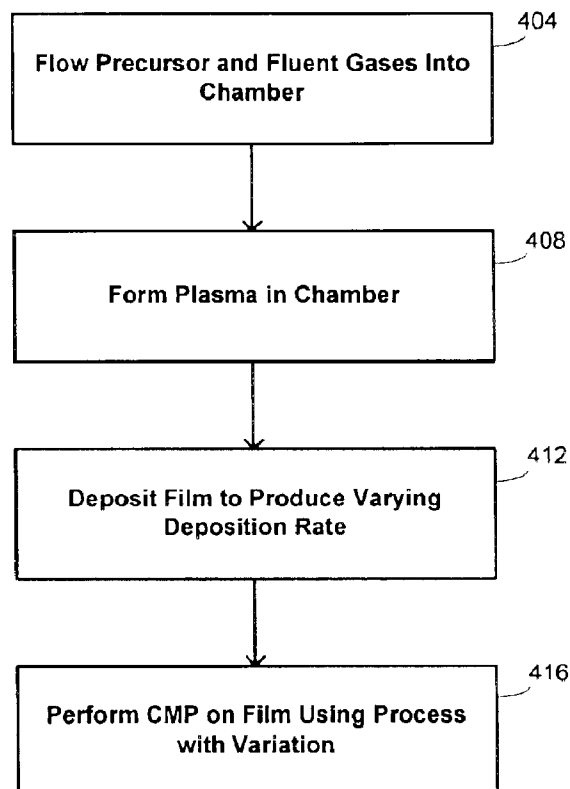 404
Flow Precursor and Fluent Gases Into
Chamber
408
Form Plasma in Chamber
412
Deposit Film to Produce Varying
Deposition Rate
416
Perform CMP on Film Using Process
with Variation